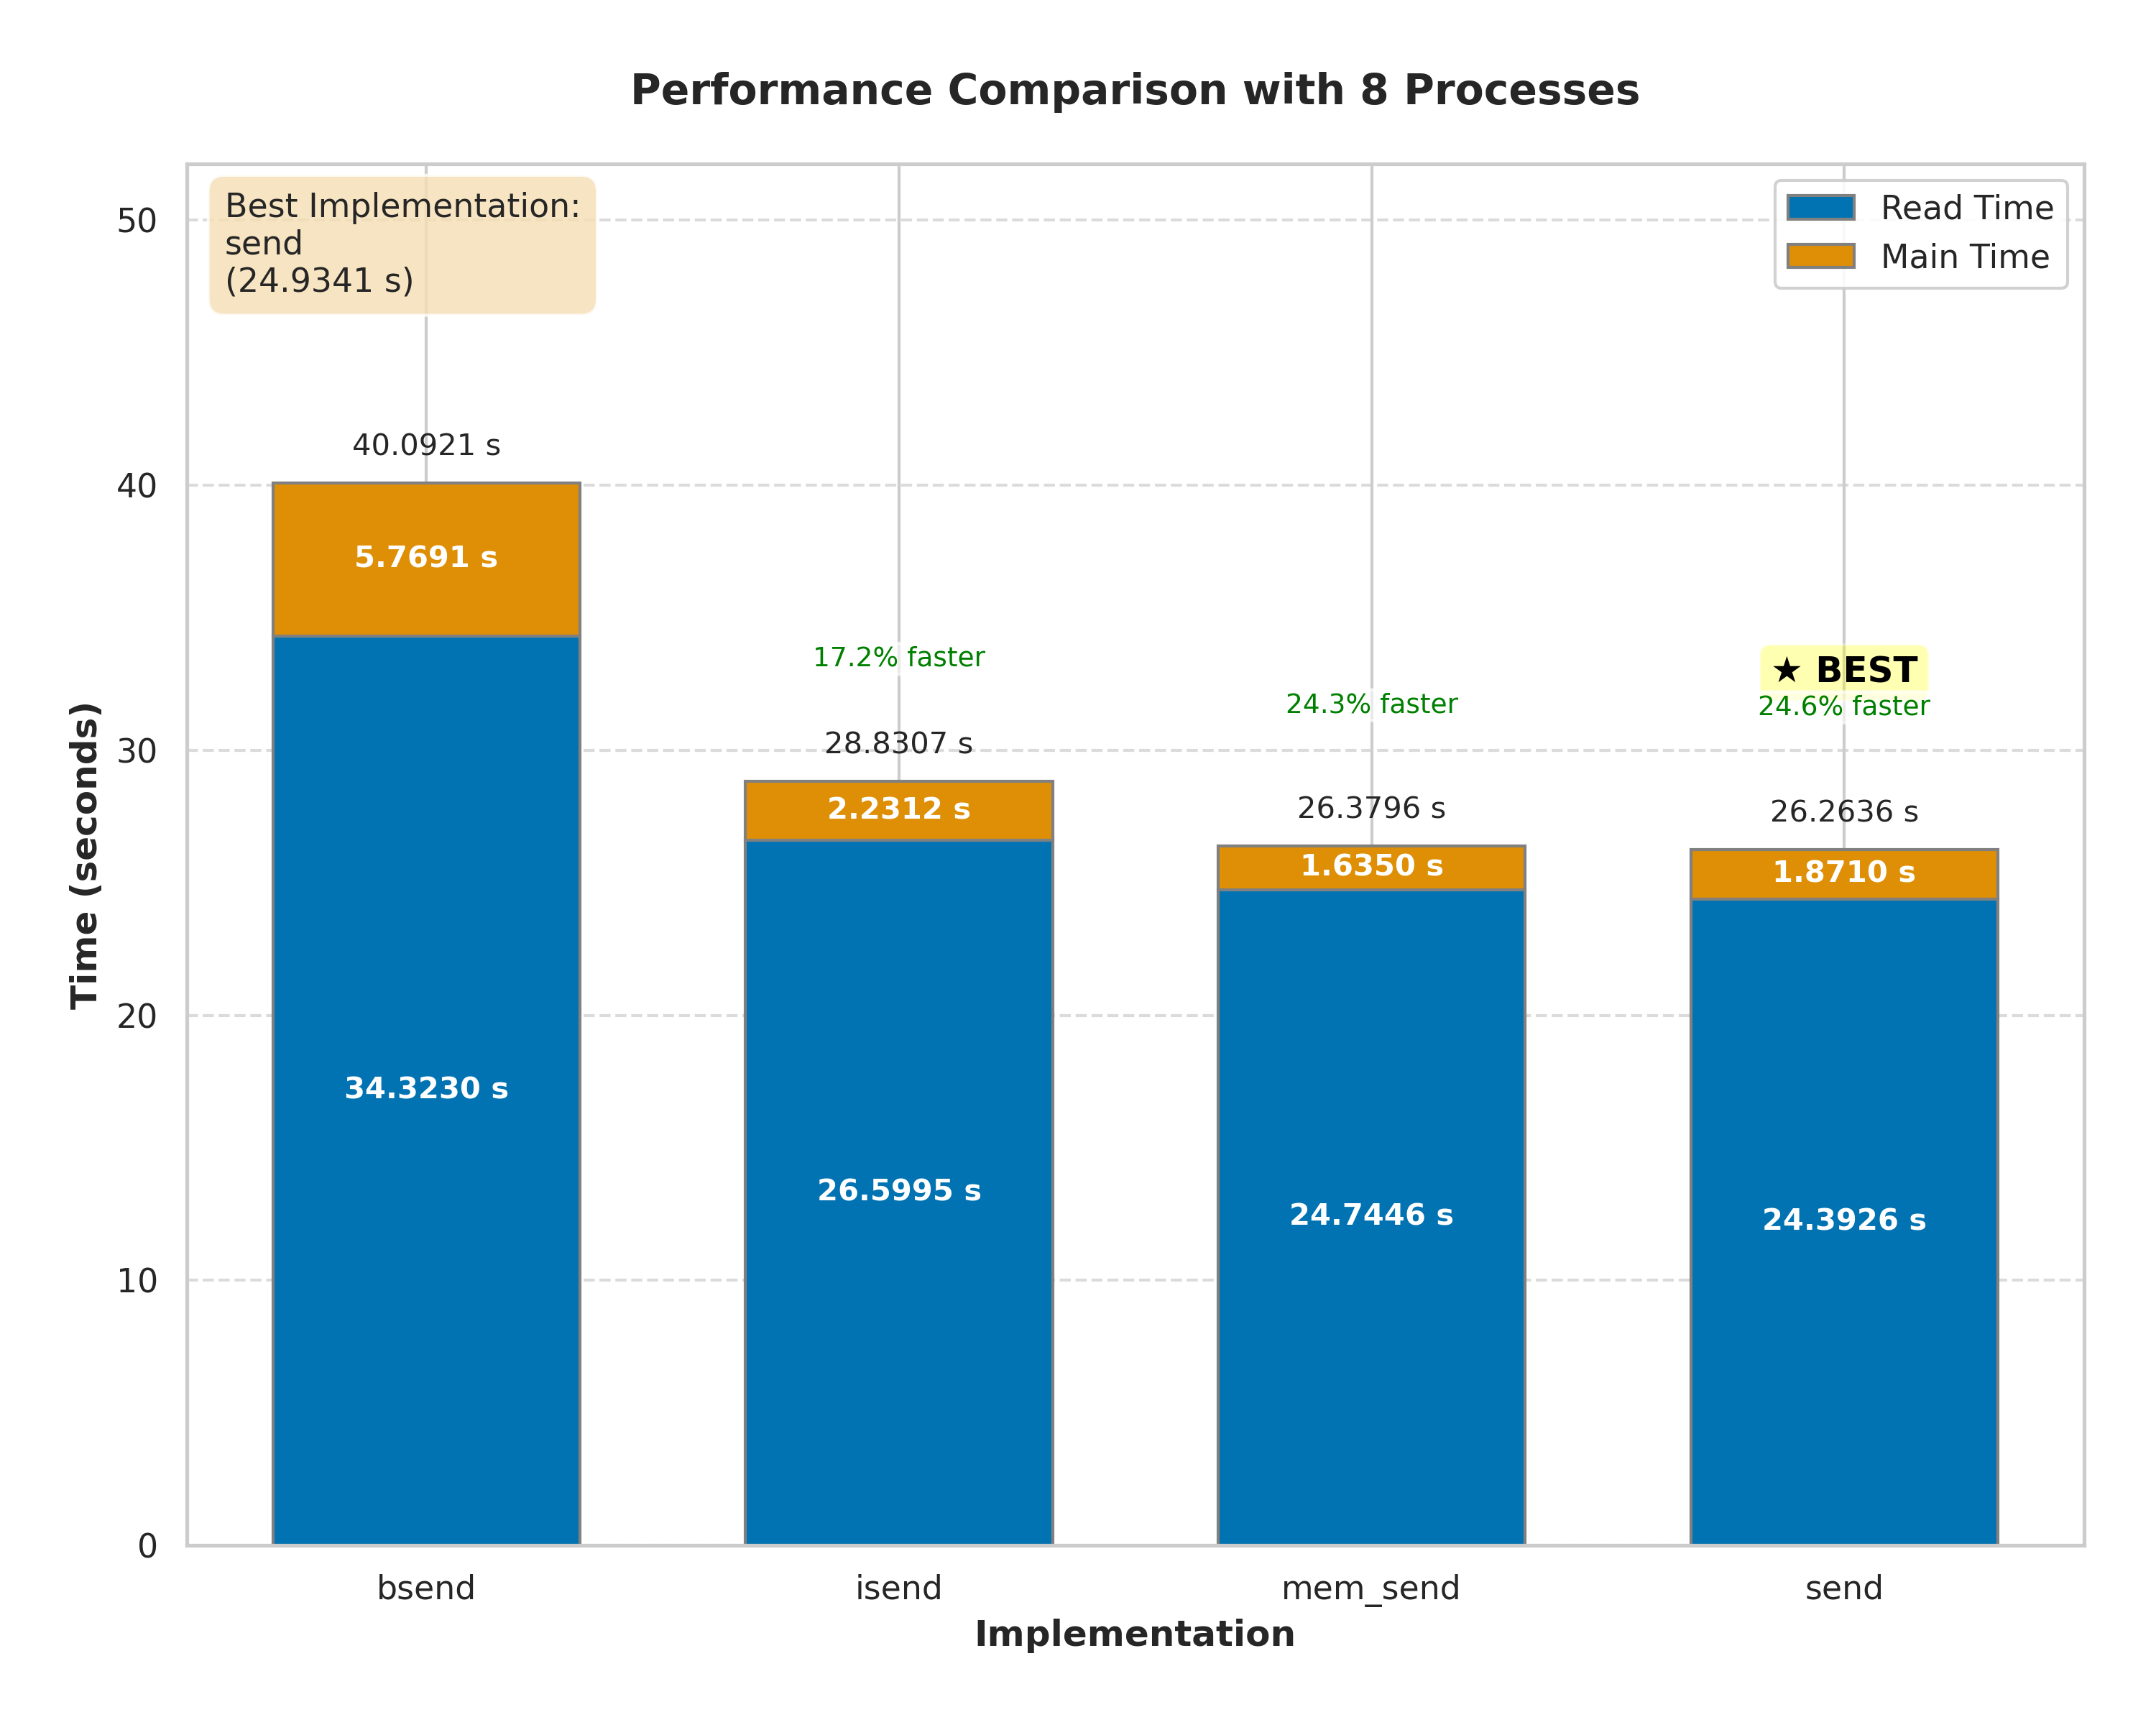 Performance Comparison with 8 Processes
Best Implementation:
send
(24.9341 s)
Read Time
Main Time
Time (seconds)
50
40
30
20
10
0
40.0921 s
5.7691 s
34.3230 s
17.2% faster
28.8307 s
2.2312 s
26.5995 s
24.3% faster
26.3796 s
1.6350 s
24.7446 s
★ BEST
24.6% faster
26.2636 s
1.8710 s
24.3926 s
bsend
isend
mem_send
send
Implementation